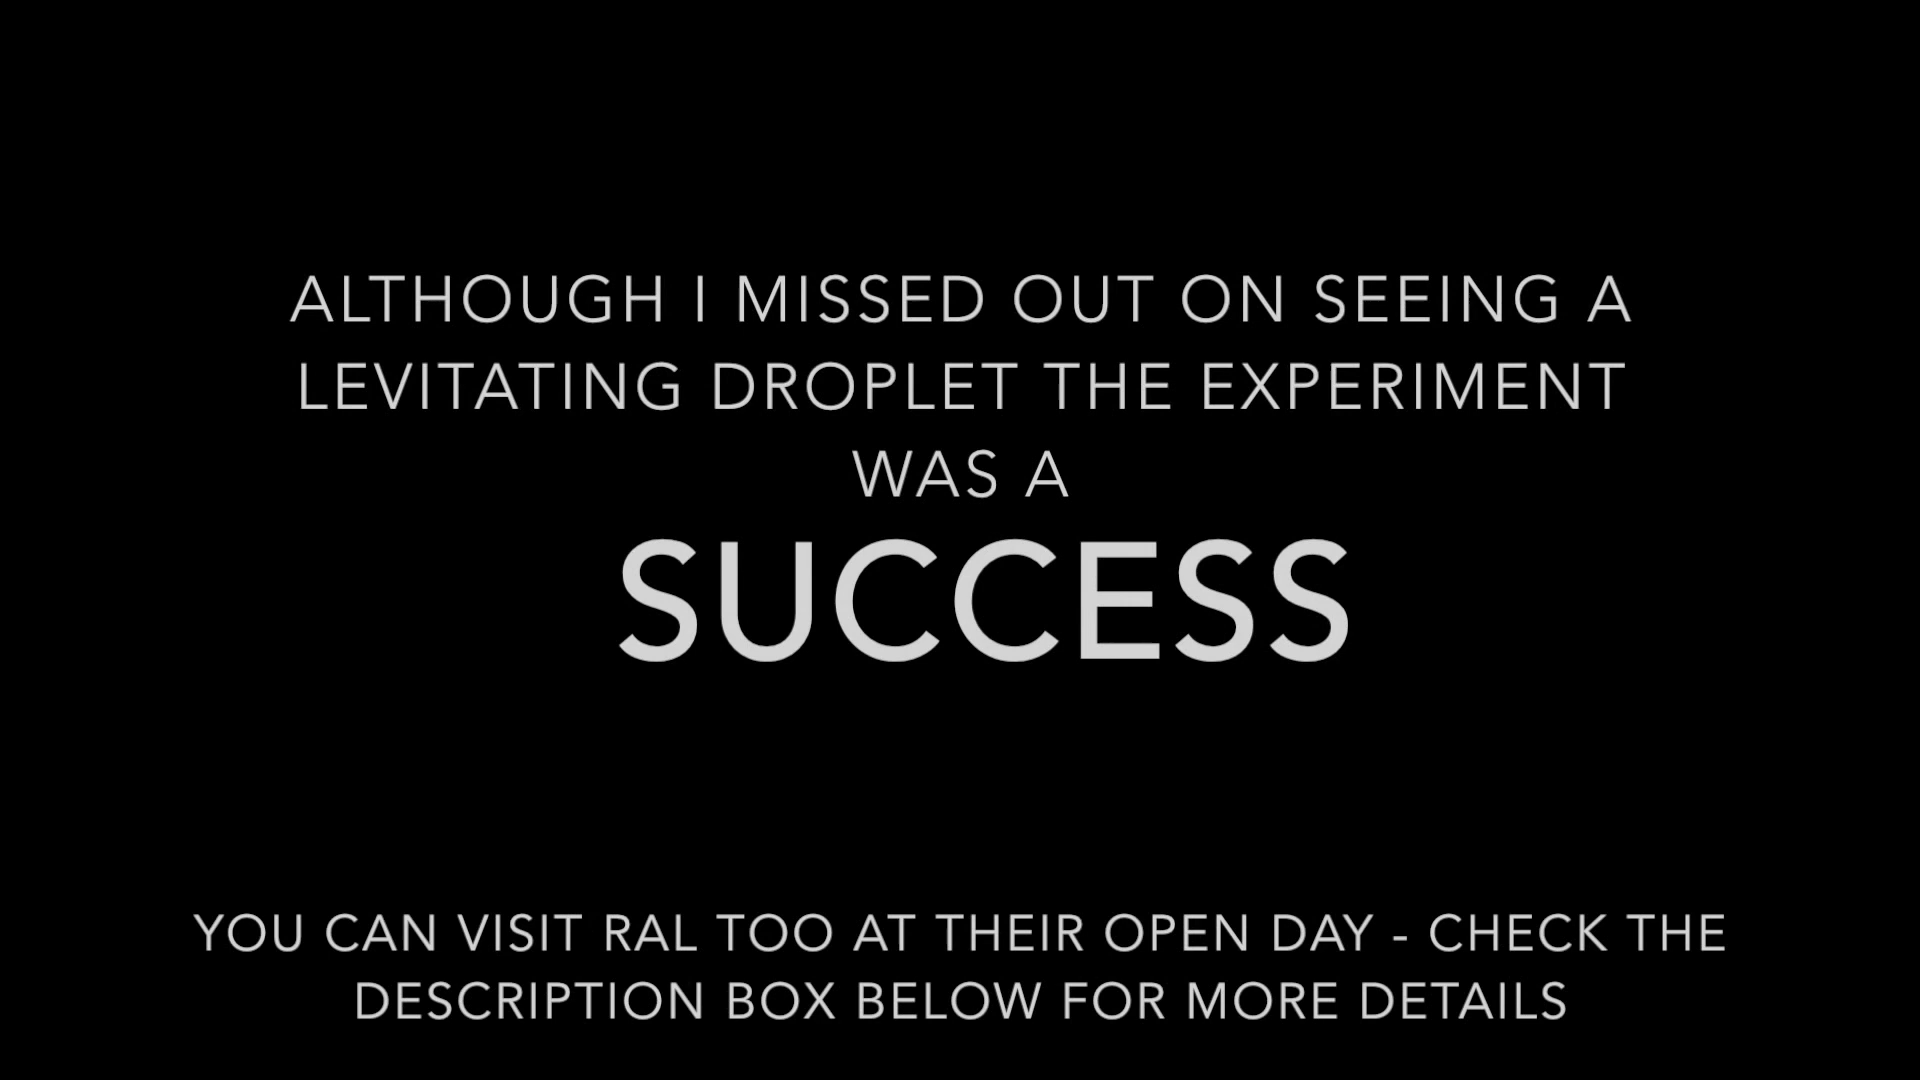 ALTHOUGH I MISSED OUT ON SEEING A
LEVITATING DROPLET THE EXPERIMENT
WAS A
SUCCESS
YOU CAN VISIT RAL TOO AT THEIR OPEN DAY - CHECK THE
DESCRIPTION BOX BELOW FOR MORE DETAILS